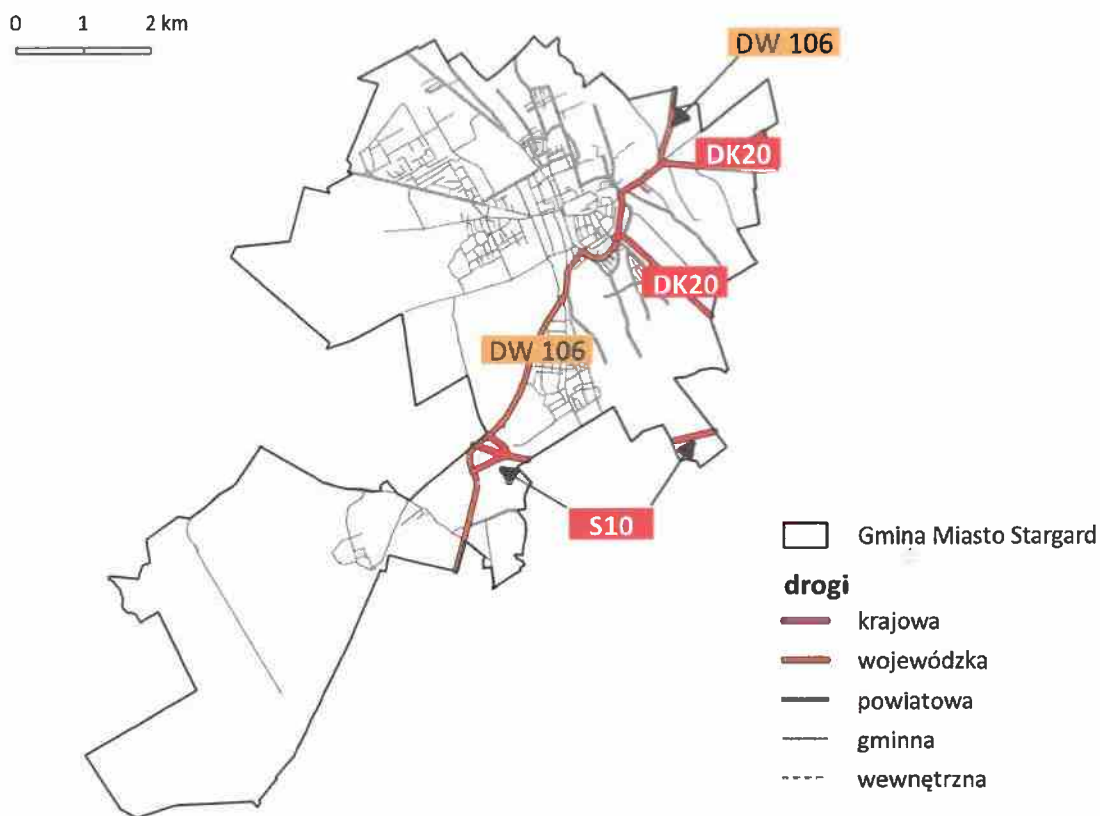 0 1 2 km
DW 106
DK20
DK20
DW 106
S10
Gmina Miasto Stargard
drogi
krajowa
wojewódzka
powiatowa
gminna
wewnętrzna